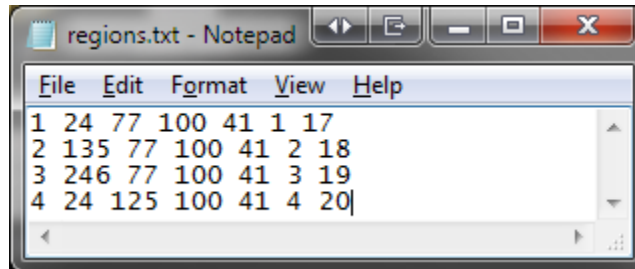 regions.txt - Notepad
File Edit Format View Help
1 24 77 100 41 1 17
2 135 77 100 41 2 18
3 246 77 100 41 3 19
4 24 125 100 41 4 20